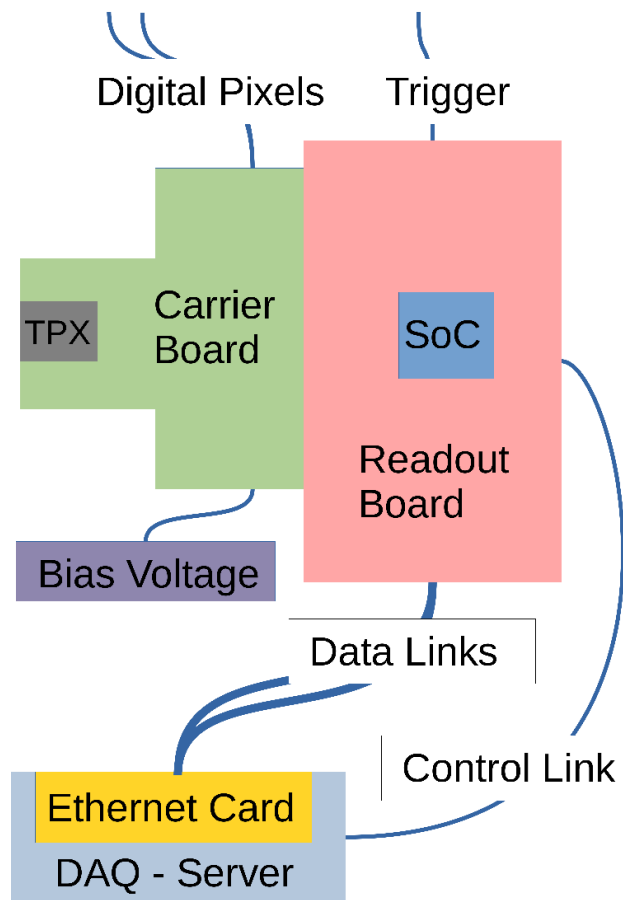 Digital Pixels
Trigger
Carrier
Board
TPX
SoC
Readout
Board
Bias Voltage
Data Links
Control Link
Ethernet Card
DAQ - Server